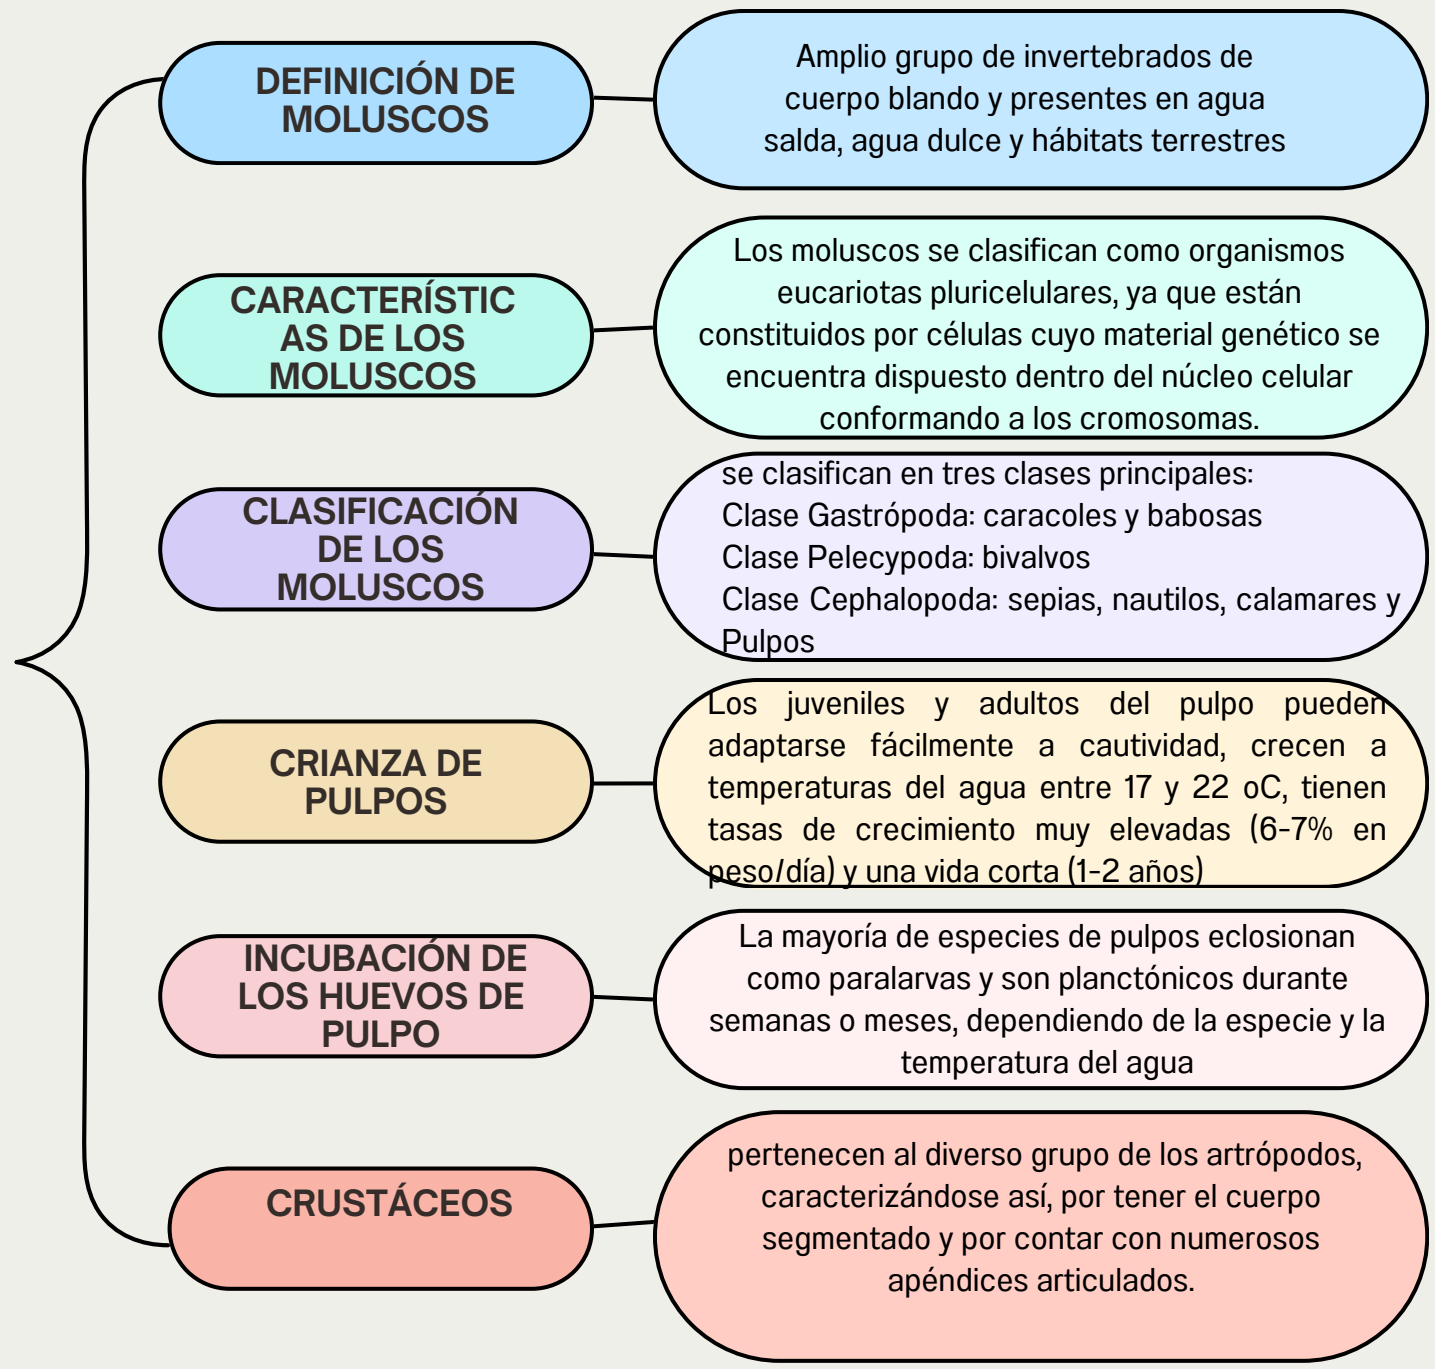 DEFINICIÓN DE
MOLUSCOS
Amplio grupo de invertebrados de
cuerpo blando y presentes en agua
salda, agua dulce y hábitats terrestres
CARACTERÍSTIC
AS DE LOS
MOLUSCOS
Los moluscos se clasifican como organismos
eucariotas pluricelulares, ya que están
constituidos por células cuyo material genético se
encuentra dispuesto dentro del núcleo celular
conformando a los cromosomas.
CLASIFICACIÓN
DE LOS
MOLUSCOS
se clasifican en tres clases principales:
Clase Gastrópoda: caracoles y babosas
Clase Pelecypoda: bivalvos
Clase Cephalopoda: sepias, nautilos, calamares y
Pulpos
CRIANZA DE
PULPOS
Los juveniles y adultos del pulpo pueden
adaptarse fácilmente a cautividad, crecen a
temperaturas del agua entre 17 y 22 oC, tienen
tasas de crecimiento muy elevadas (6-7% en
peso/día) y una vida corta (1-2 años)
INCUBACIÓN DE
LOS HUEVOS DE
PULPO
La mayoría de especies de pulpos eclosionan
como paralarvas y son planctónicos durante
semanas o meses, dependiendo de la especie y la
temperatura del agua
CRUSTÁCEOS
pertenecen al diverso grupo de los artrópodos,
caracterizándose así, por tener el cuerpo
segmentado y por contar con numerosos
apéndices articulados.